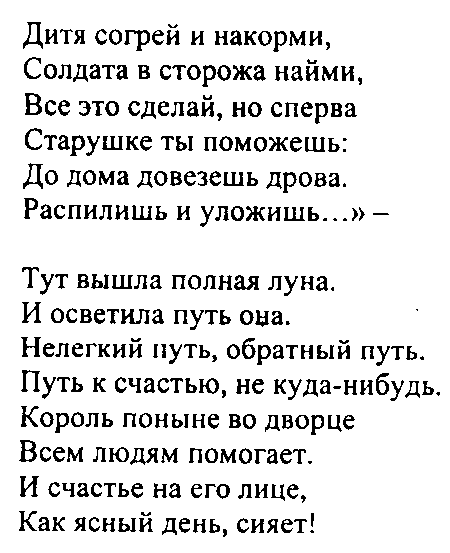 Дитя согрей и накорми,
Солдата в сторожа найми,
Все это сделай, но сперва
Старушке ты поможешь:
До дома довезешь дрова.
Распилишь и уложишь...» –

Тут вышла полная луна.
И осветила путь она.
Нелегкий путь, обратный путь.
Путь к счастью, не куда-нибудь.
Король поныне во дворце
Всем людям помогает.
И счастье на его лице,
Как ясный день, сияет!